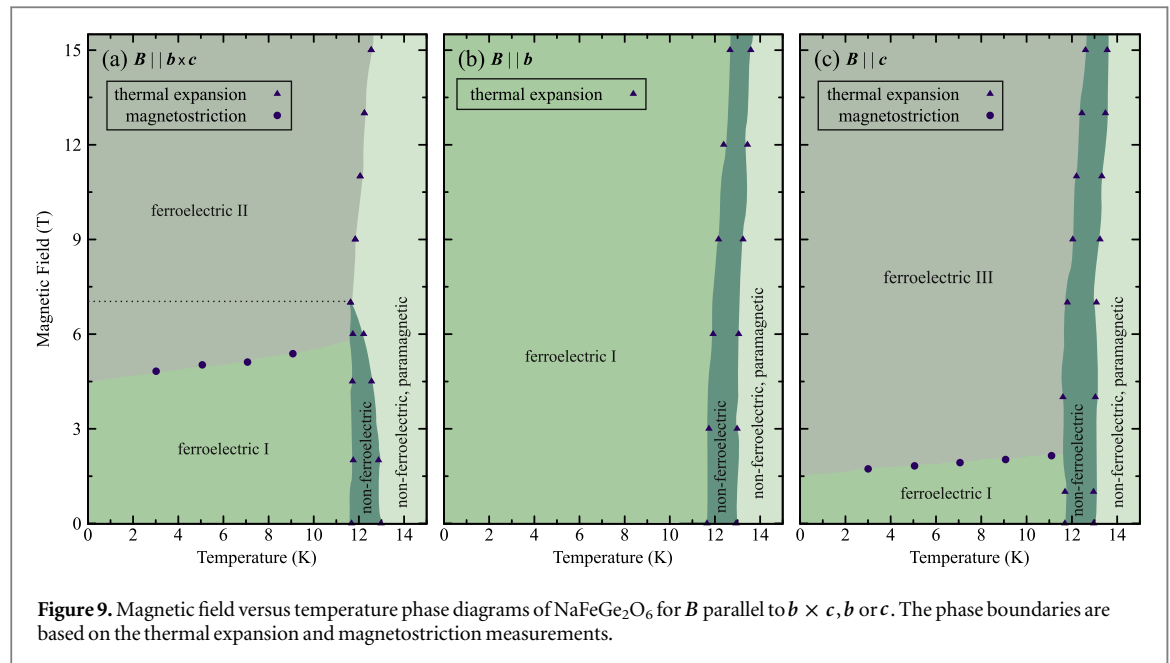 (a) B || b×c
(b) B || b
(c) B || c
thermal expansion
magnetostriction
thermal expansion
thermal expansion
magnetostriction
15
12
9
6
3
0
Magnetic Field (T)
ferroelectric II
ferroelectric I
non-ferroelectric
non-ferroelectric, paramagnetic
ferroelectric I
non-ferroelectric
non-ferroelectric, paramagnetic
ferroelectric III
ferroelectric I
non-ferroelectric
non-ferroelectric, paramagnetic
0 2 4 6 8 10 12 14
0 2 4 6 8 10 12 14
0 2 4 6 8 10 12 14
Temperature (K)
Temperature (K)
Temperature (K)
Figure 9. Magnetic field versus temperature phase diagrams of NaFeGe₂O₆ for B parallel to b × c, b or c. The phase boundaries are
based on the thermal expansion and magnetostriction measurements.